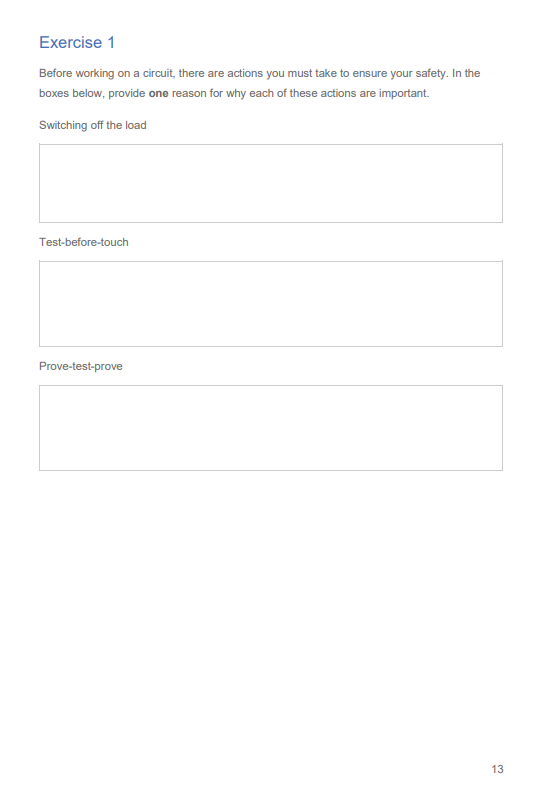 Exercise 1
Before working on a circuit, there are actions you must take to ensure your safety. In the
boxes below, provide one reason for why each of these actions are important.
Switching off the load
Test-before-touch
Prove-test-prove
13